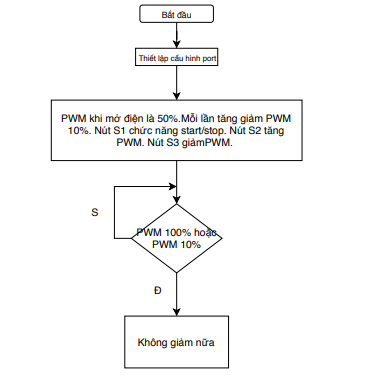 Bắt đầu
Thiết lập cấu hình port
PWM khi mở điện là 50%.Mỗi lần tăng giảm PWM
10%. Nút S1 chức năng start/stop. Nút S2 tăng
PWM. Nút S3 giảmPWM.
S
PWM 100% hoặc
PWM 10%
Đ
Không giảm nữa